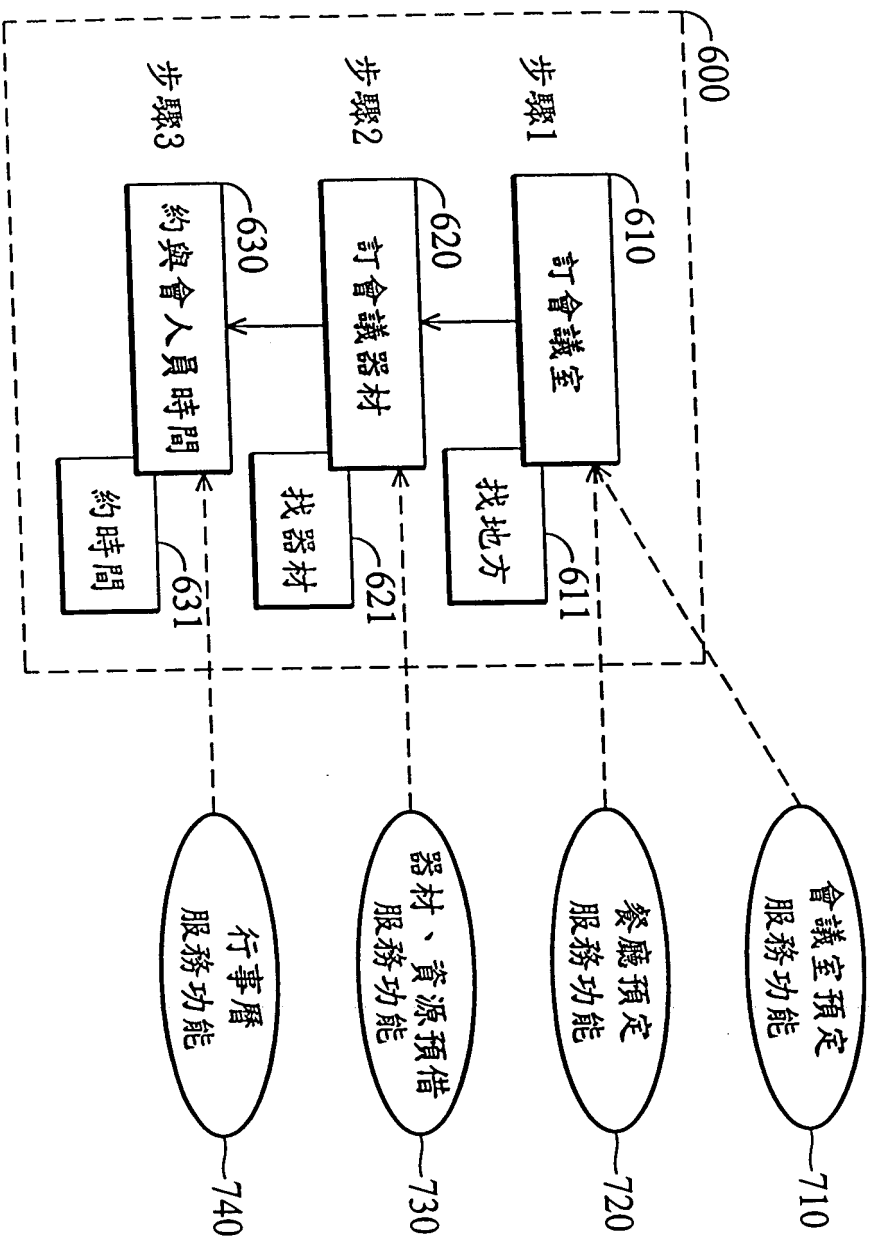 600
步驟1
610
訂會議室
找地方
611
步驟2
620
訂會議器材
找器材
621
步驟3
630
約與會人員時間
約時間
631
會議室預定
服務功能
710
餐廳預定
服務功能
720
器材、資源預借
服務功能
730
行事曆
服務功能
740